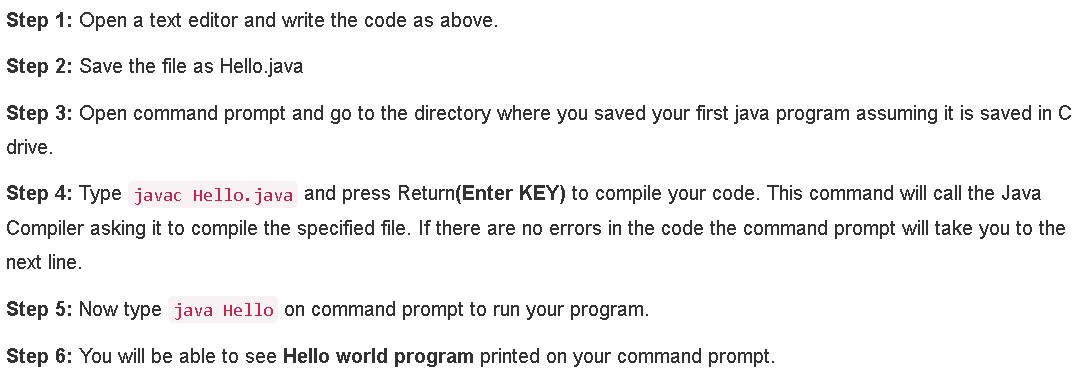 Step 1: Open a text editor and write the code as above.
Step 2: Save the file as Hello.java
Step 3: Open command prompt and go to the directory where you saved your first java program assuming it is saved in C
drive.
Step 4: Type javac Hello.java and press Return(Enter KEY) to compile your code. This command will call the Java
Compiler asking it to compile the specified file. If there are no errors in the code the command prompt will take you to the
next line.
Step 5: Now type java Hello on command prompt to run your program.
Step 6: You will be able to see Hello world program printed on your command prompt.